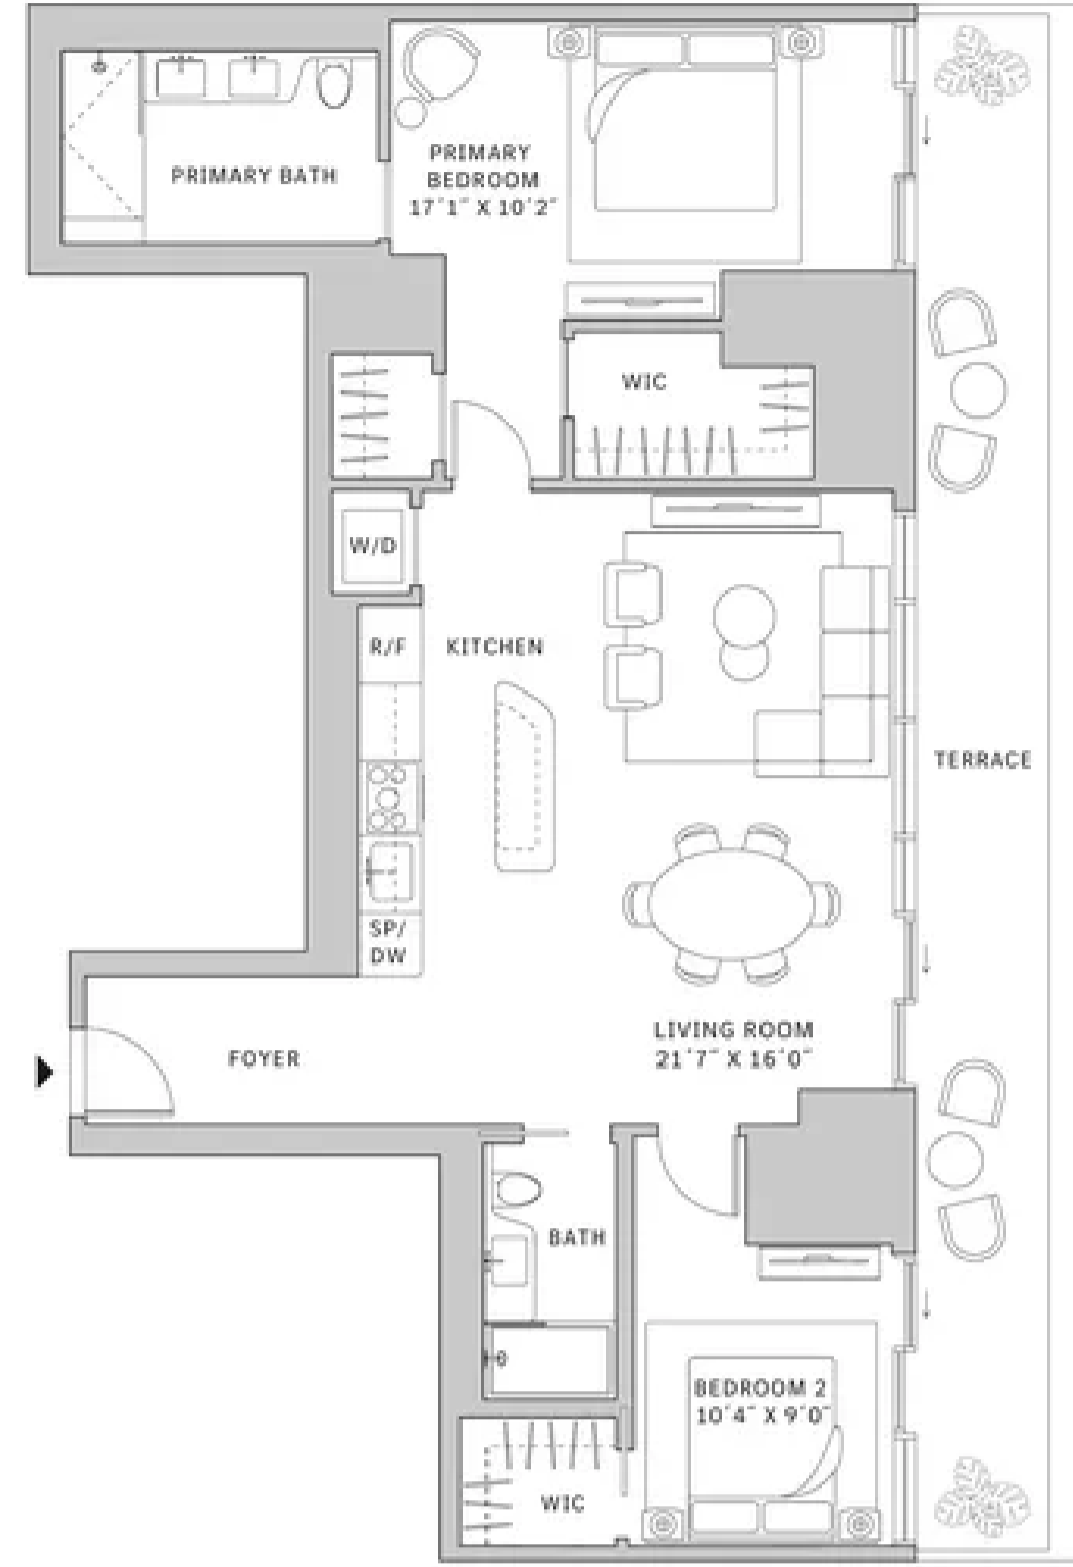 PRIMARY BATH
PRIMARY
BEDROOM
17'1" X 10'2"
WIC
W/D
R/F
KITCHEN
TERRACE
SP/
DW
LIVING ROOM
21'7" X 16'0"
FOYER
BATH
BEDROOM 2
10'4" X 9'0"
WIC